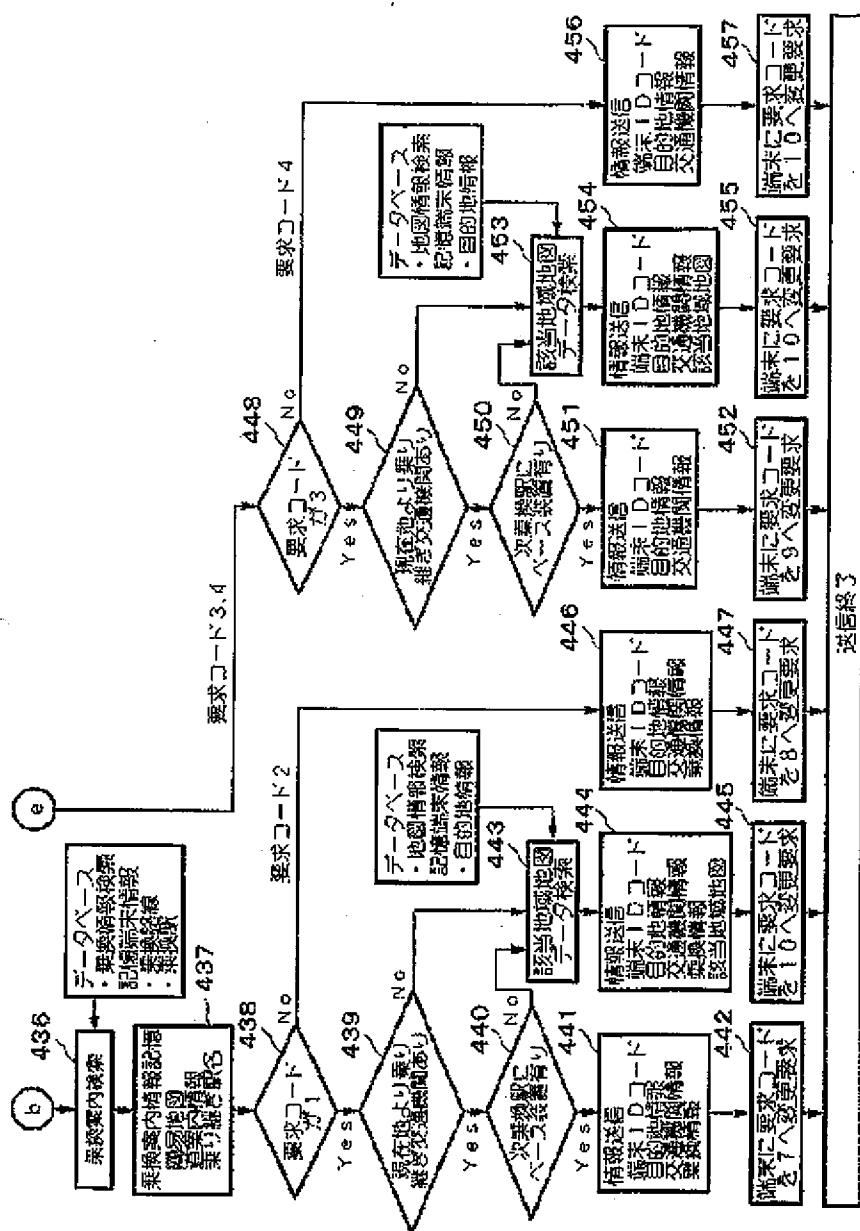 b
436
乗換案内検索
データベース
・乗換情報検索
記憶端末情報
・乗換路線
・乗換駅
437
乗換案内情報記憶
簡易地図
音案内情報
乗り継ぎ駅名
438
要求コード
が1
No
要求コード2
Yes
439
現在地より乗り
継ぎ交通機関あり
No
Yes
440
次乗換駅に
ベース装置有り
No
Yes
441
情報送信
端末IDコード
目的地情報
交通機関情報
乗換情報
442
端末に要求コード
を7へ変更要求
データベース
・地図情報検索
記憶端末情報
・目的地情報
443
該当地域地図
データ検索
444
情報送信
端末IDコード
目的地情報
交通機関情報
乗換情報
該当地域地図
445
端末に要求コード
を10へ変更要求
446
情報送信
端末IDコード
目的地情報
交通機関情報
乗換情報
447
端末に要求コード
を8へ変更要求
e
要求コード3.4
448
要求コード
が3
No
要求コード4
Yes
449
現在地より乗り
継ぎ交通機関あり
No
Yes
450
次乗換駅に
ベース装置有り
No
Yes
451
情報送信
端末IDコード
目的地情報
交通機関情報
452
端末に要求コード
を9へ変更要求
データベース
・地図情報検索
記憶端末情報
・目的地情報
453
該当地域地図
データ検索
454
情報送信
端末IDコード
目的地情報
交通機関情報
該当地域地図
455
端末に要求コード
を10へ変更要求
456
情報送信
端末IDコード
目的地情報
交通機関情報
457
端末に要求コード
を10へ変更要求
送信終了